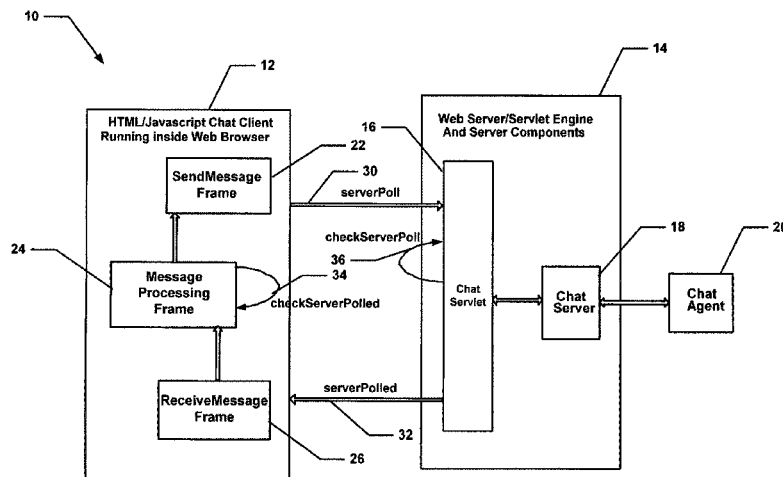 10
12
14
HTML/Javascript Chat Client
Running inside Web Browser
Web Server/Servlet Engine
And Server Components
16
22
SendMessage
Frame
30
serverPoll
checkServerPoll
36
24
Message
Processing
Frame
34
checkServerPolled
Chat
Servlet
18
Chat
Server
Chat
Agent
serverPolled
ReceiveMessage
Frame
32
26